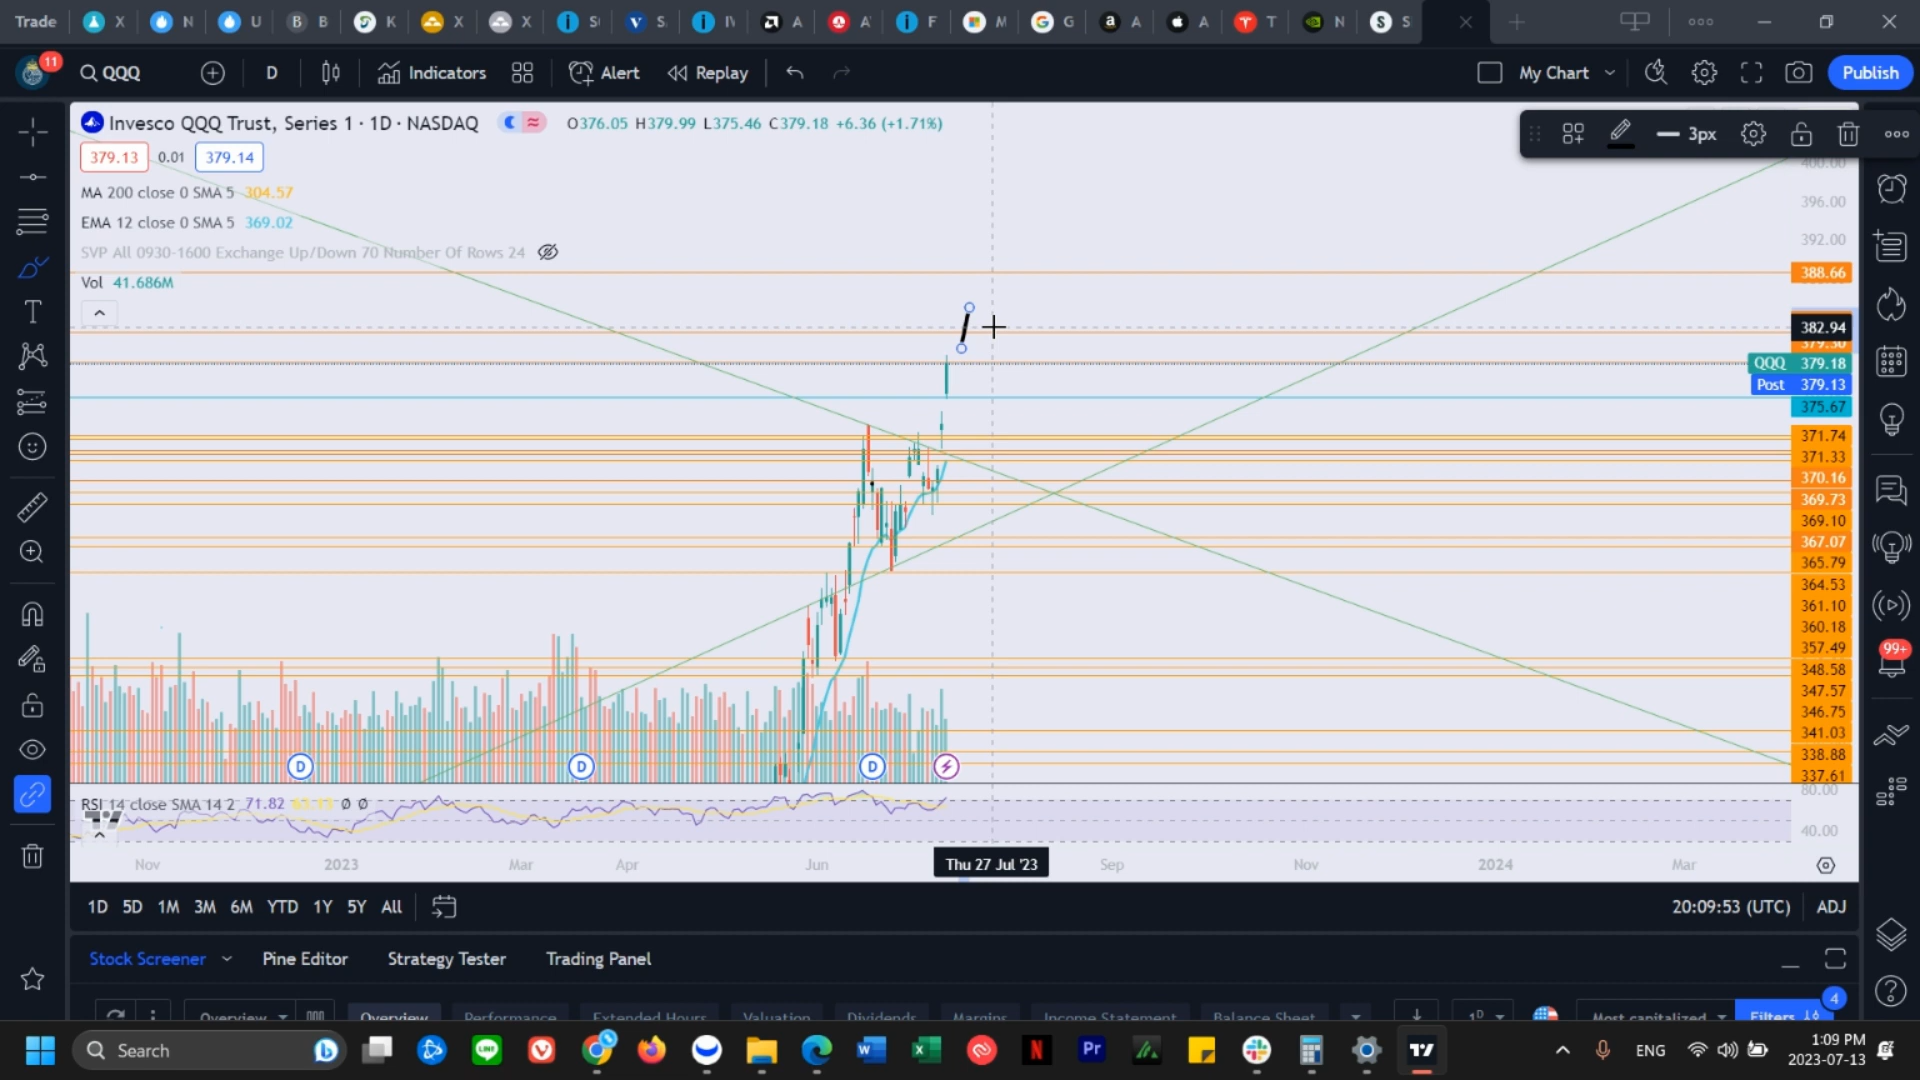 Trade X N U B B K X X S V S. IV A A F M G A A T N S S
11 QQQ D Indicators Alert Replay My Chart Publish
Invesco QQQ Trust, Series 1 · 1D · NASDAQ O376.05 H379.99 L375.46 C379.18 +6.36 (+1.71%)
3px
379.13 0.01 379.14
400.00
MA 200 close 0 SMA 5 304.57
396.00
EMA 12 close 0 SMA 5 369.02
392.00
SVP All 0930-1600 Exchange Up/Down 70 Number Of Rows 24
388.66
Vol 41.686M
382.94
379.30
QQQ 379.18
Post 379.13
375.67
371.74
371.33
370.16
369.73
369.10
367.07
365.79
364.53
361.10
360.18
357.49
99+
348.58
347.57
346.75
341.03
338.88
D D D
337.61
80.00
RSI 14 close SMA 14 2 71.82
40.00
Nov 2023 Mar Apr Jun Thu 27 Jul '23 Sep Nov 2024 Mar
1D 5D 1M 3M 6M YTD 1Y 5Y All 20:09:53 (UTC) ADJ
Stock Screener Pine Editor Strategy Tester Trading Panel
4
Overview Overview Performance Extended Hours Valuation Dividends Margins Income Statement Balance Sheet 1D Most capitalized Filters
Search LINE W X N Pr ENG 1:09 PM
2023-07-13